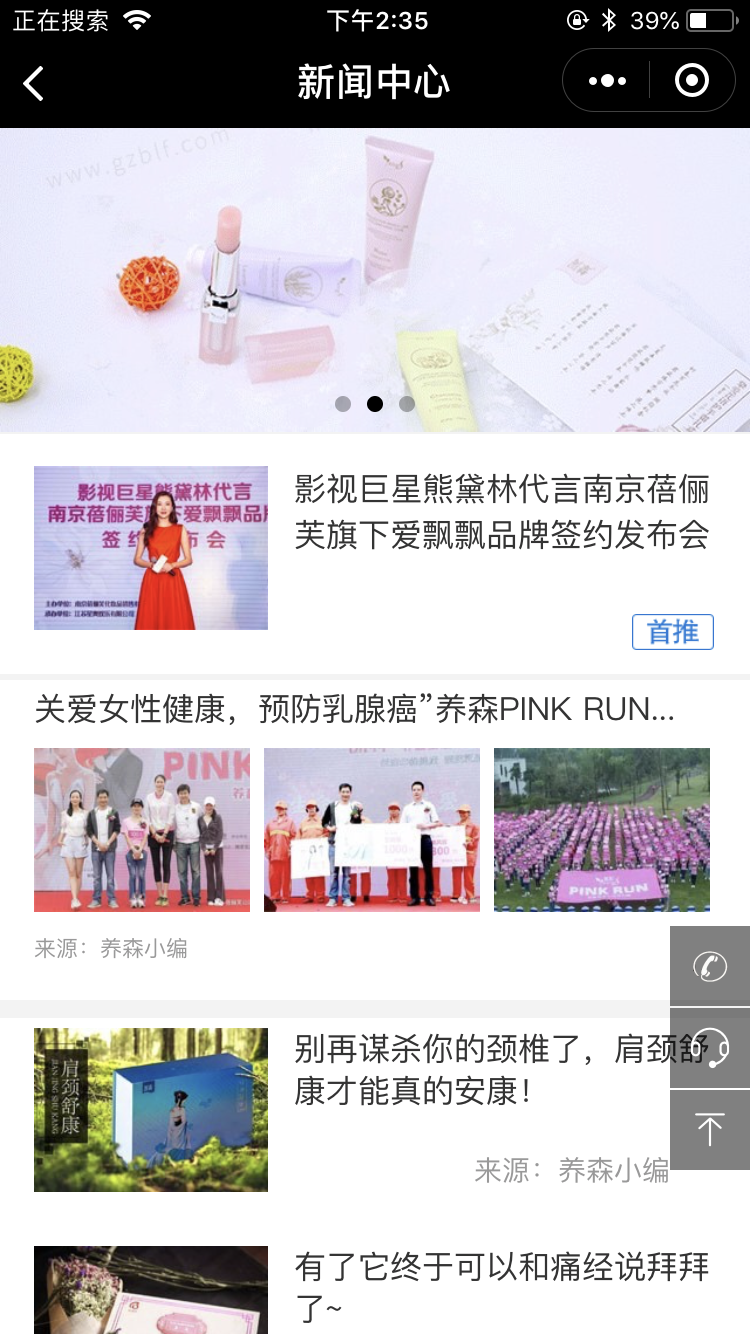 正在搜索
下午2:35
39%
新闻中心
www.gzblf.com
影视巨星熊黛林代言
南京蓓俪芙旗下爱飘飘品牌
签约发布会
影视巨星熊黛林代言南京蓓俪
芙旗下爱飘飘品牌签约发布会
首推
关爱女性健康，预防乳腺癌”养森PINK RUN...
PINK
PINK RUN
来源：养森小编
肩颈舒康
JIAN JING SHU KANG
别再谋杀你的颈椎了，肩颈舒
康才能真的安康！
来源：养森小编
有了它终于可以和痛经说拜拜
了~